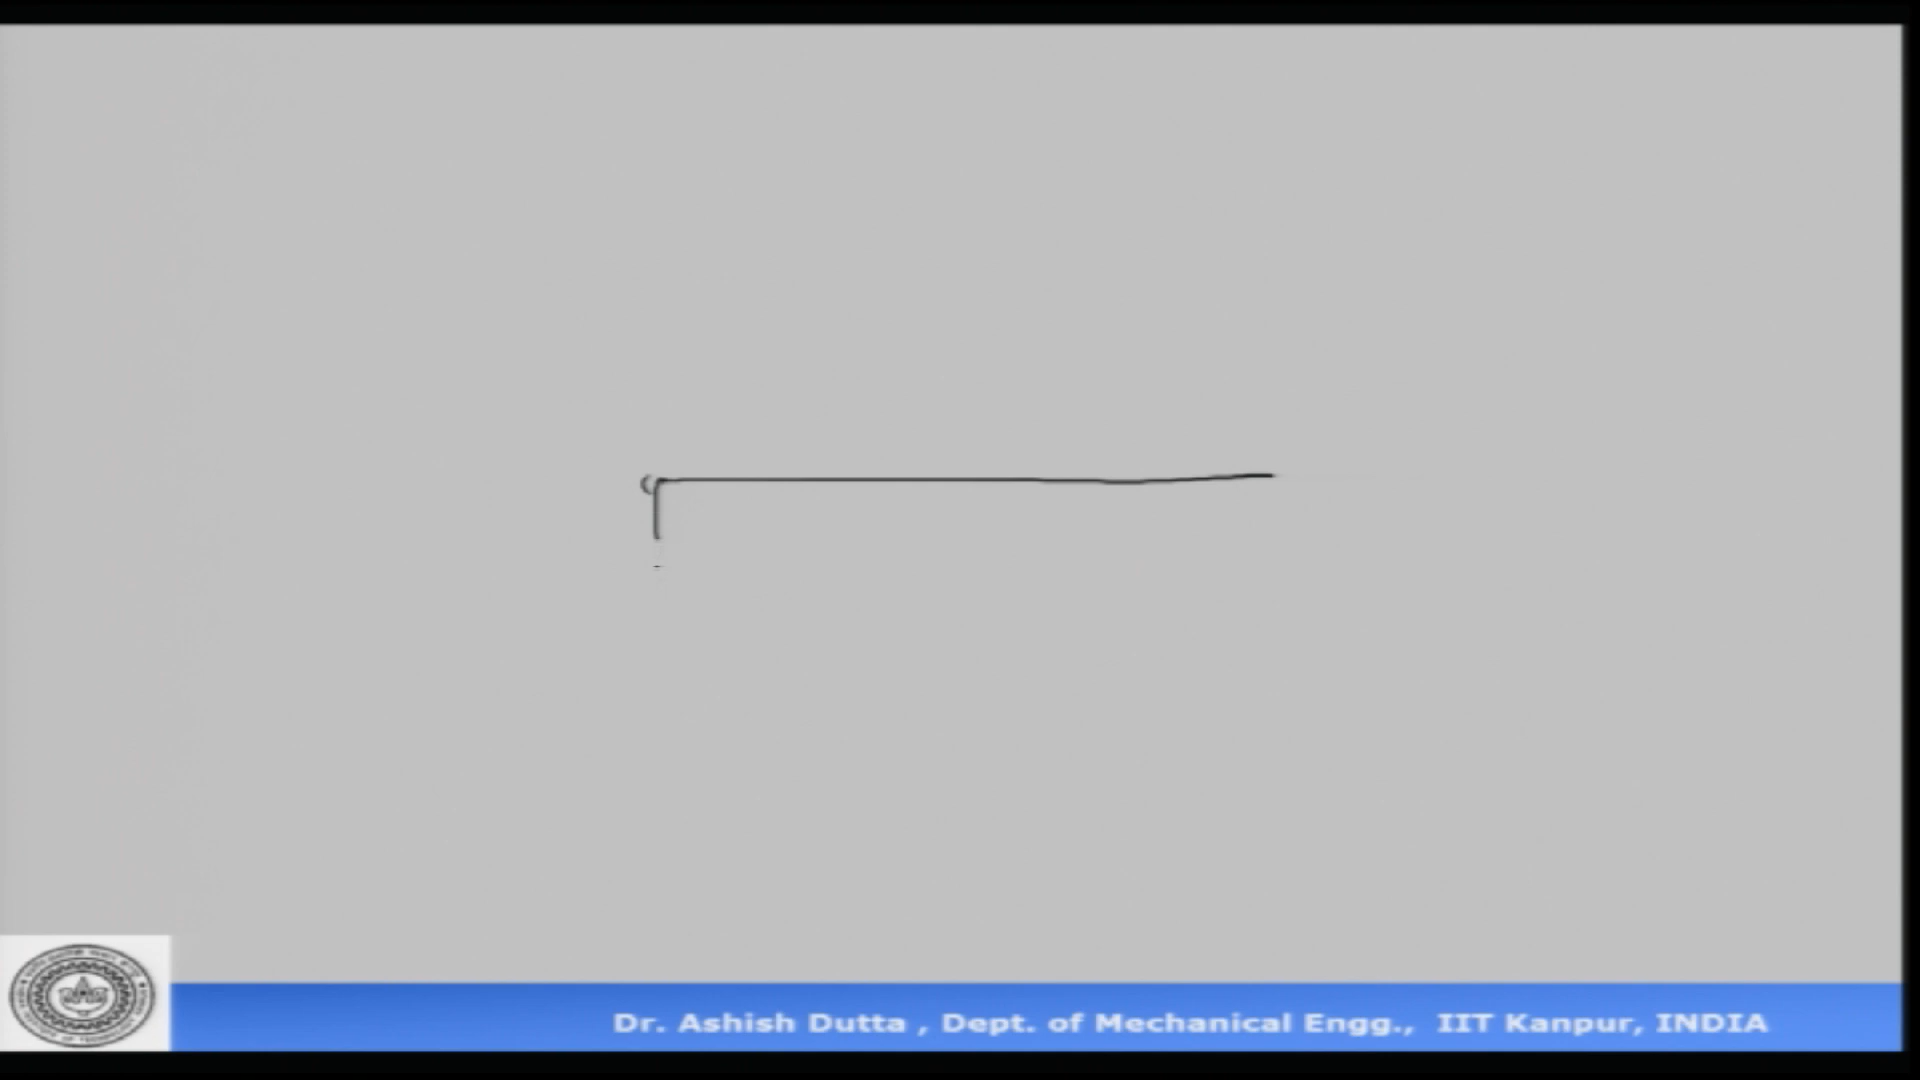 Dr. Ashish Dutta , Dept. of Mechanical Engg., IIT Kanpur, INDIA